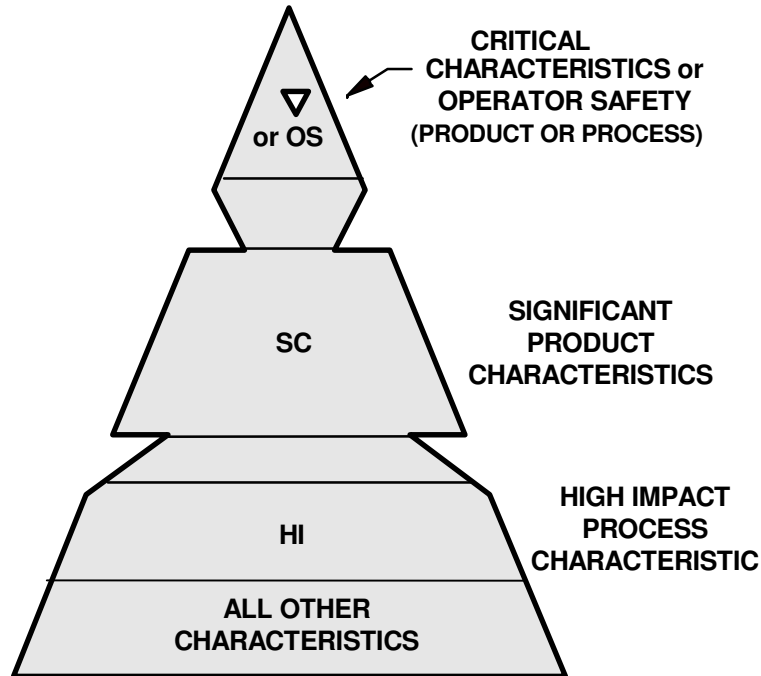 CRITICAL
CHARACTERISTICS or
OPERATOR SAFETY
(PRODUCT OR PROCESS)
or OS
SC
SIGNIFICANT
PRODUCT
CHARACTERISTICS
HI
HIGH IMPACT
PROCESS
CHARACTERISTIC
ALL OTHER
CHARACTERISTICS